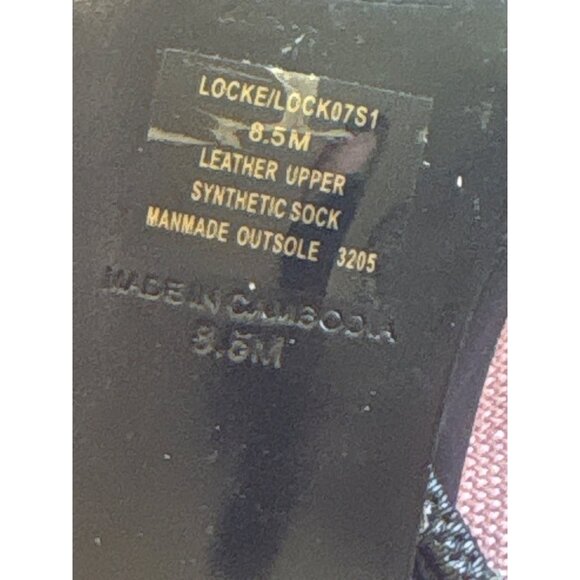 LOCKE/LOCK07S1
8.5M
LEATHER UPPER
SYNTHETIC SOCK
MANMADE OUTSOLE 3205
MADE IN CAMBODIA
8.5M